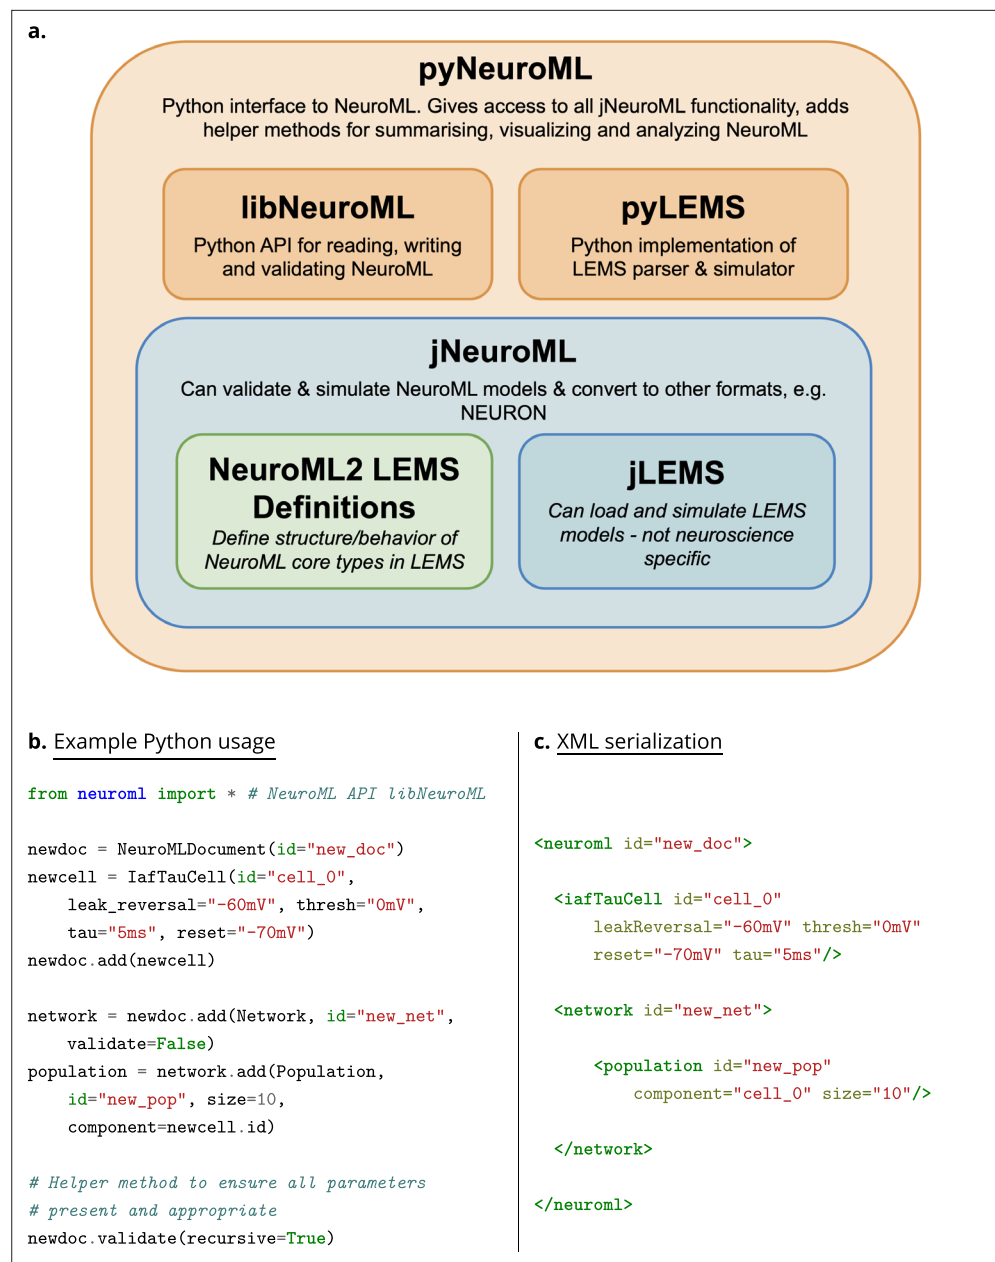 a.
pyNeuroML
Python interface to NeuroML. Gives access to all jNeuroML functionality, adds
helper methods for summarising, visualizing and analyzing NeuroML
libNeuroML
Python API for reading, writing
and validating NeuroML
pyLEMS
Python implementation of
LEMS parser & simulator
jNeuroML
Can validate & simulate NeuroML models & convert to other formats, e.g.
NEURON
NeuroML2 LEMS
Definitions
Define structure/behavior of
NeuroML core types in LEMS
jLEMS
Can load and simulate LEMS
models - not neuroscience
specific
b. Example Python usage
from neuroml import * # NeuroML API libNeuroML
newdoc = NeuroMLDocument(id="new_doc")
newcell = IafTauCell(id="cell_0",
leak_reversal="-60mV", thresh="0mV",
tau="5ms", reset="-70mV")
newdoc.add(newcell)
network = newdoc.add(Network, id="new_net",
validate=False)
population = network.add(Population,
id="new_pop", size=10,
component=newcell.id)
# Helper method to ensure all parameters
# present and appropriate
newdoc.validate(recursive=True)
c. XML serialization
<neuroml id="new_doc">
<iafTauCell id="cell_0"
leakReversal="-60mV" thresh="0mV"
reset="-70mV" tau="5ms"/>
<network id="new_net">
<population id="new_pop"
component="cell_0" size="10"/>
</network>
</neuroml>